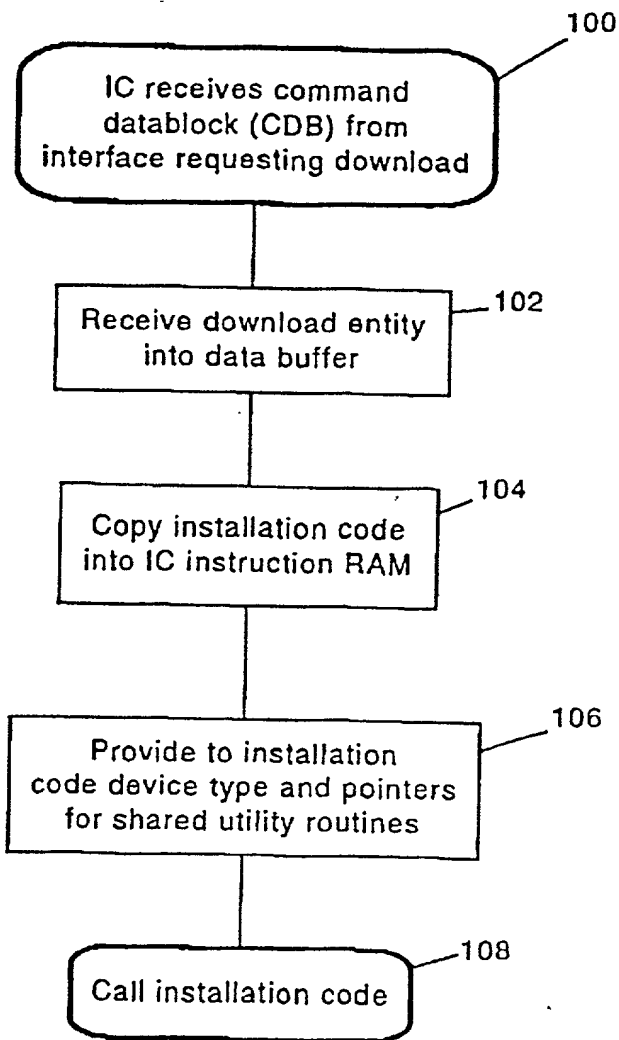 100
IC receives command
datablock (CDB) from
interface requesting download
102
Receive download entity
into data buffer
104
Copy installation code
into IC instruction RAM
106
Provide to installation
code device type and pointers
for shared utility routines
108
Call installation code